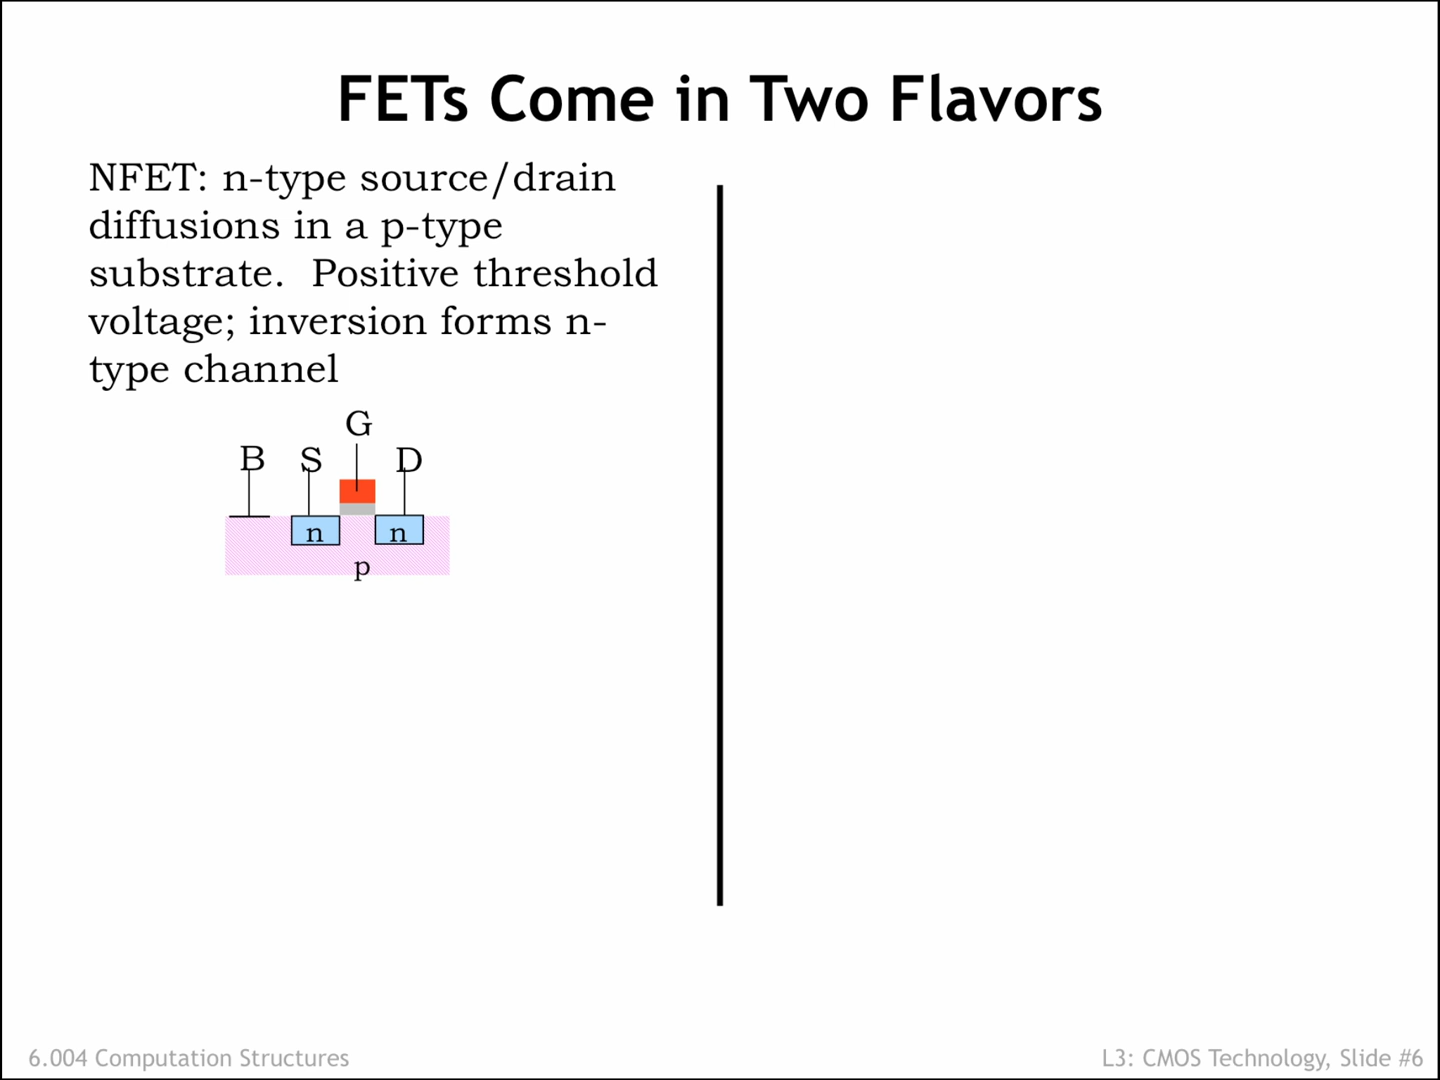 FETs Come in Two Flavors
NFET: n-type source/drain
diffusions in a p-type
substrate.  Positive threshold
voltage; inversion forms n-
type channel
G
B S D
n n
p
6.004 Computation Structures
L3: CMOS Technology, Slide #6